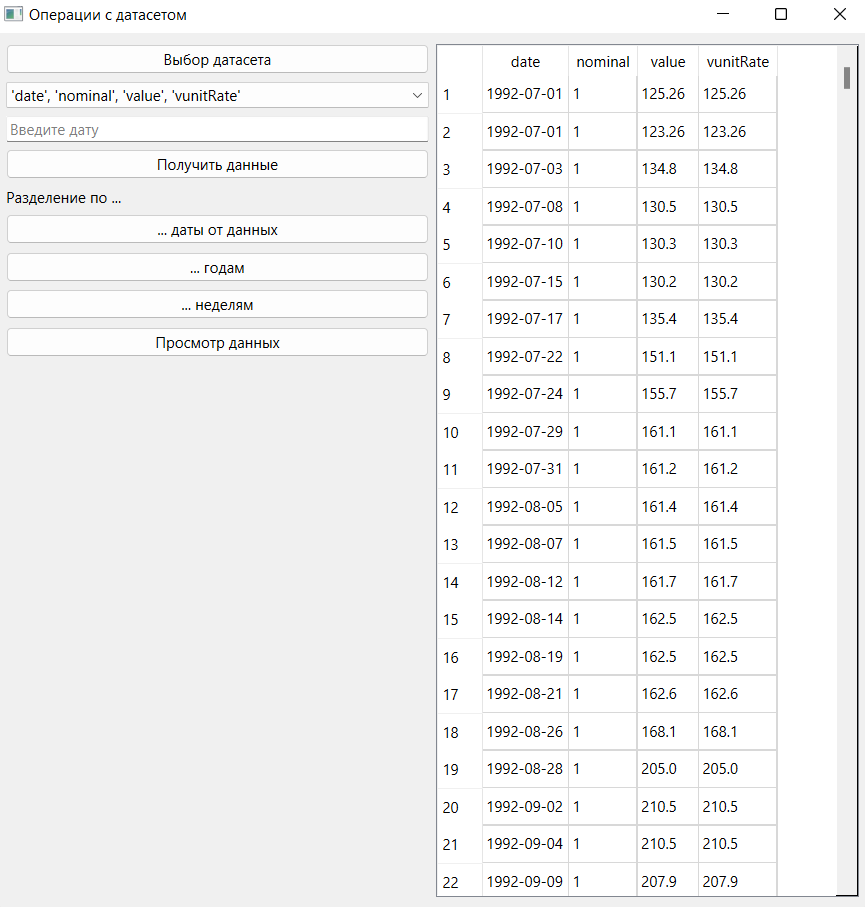 Операции с датасетом
Выбор датасета
'date', 'nominal', 'value', 'vunitRate'
Введите дату
Получить данные
Разделение по ...
... даты от данных
... годам
... неделям
Просмотр данных
date nominal value vunitRate
1 1992-07-01 1 125.26 125.26
2 1992-07-01 1 123.26 123.26
3 1992-07-03 1 134.8 134.8
4 1992-07-08 1 130.5 130.5
5 1992-07-10 1 130.3 130.3
6 1992-07-15 1 130.2 130.2
7 1992-07-17 1 135.4 135.4
8 1992-07-22 1 151.1 151.1
9 1992-07-24 1 155.7 155.7
10 1992-07-29 1 161.1 161.1
11 1992-07-31 1 161.2 161.2
12 1992-08-05 1 161.4 161.4
13 1992-08-07 1 161.5 161.5
14 1992-08-12 1 161.7 161.7
15 1992-08-14 1 162.5 162.5
16 1992-08-19 1 162.5 162.5
17 1992-08-21 1 162.6 162.6
18 1992-08-26 1 168.1 168.1
19 1992-08-28 1 205.0 205.0
20 1992-09-02 1 210.5 210.5
21 1992-09-04 1 210.5 210.5
22 1992-09-09 1 207.9 207.9